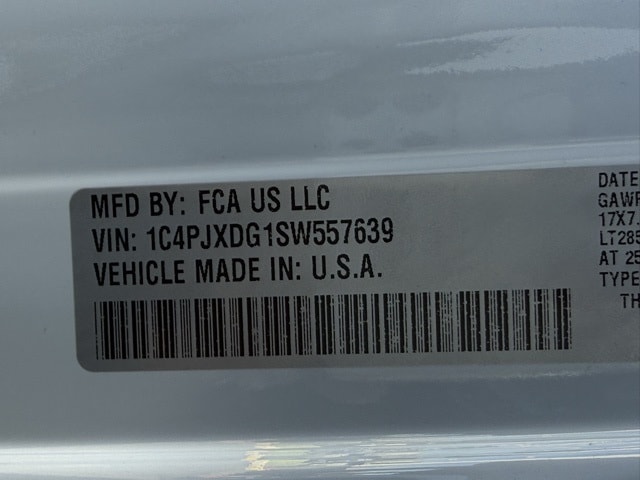 MFD BY: FCA US LLC
VIN: 1C4PJXDG1SW557639
VEHICLE MADE IN: U.S.A.
DATE
GAWR
17X7.
LT285
AT 25
TYPE
TH